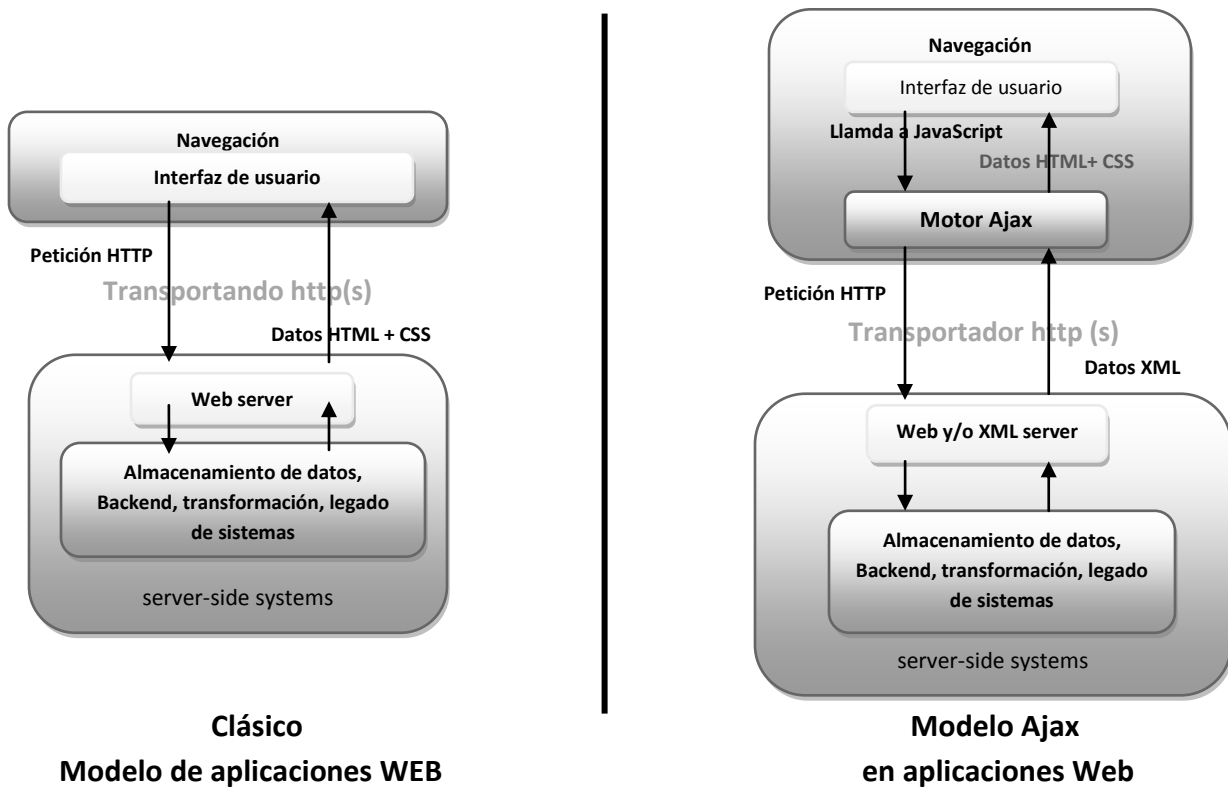 Navegación
Interfaz de usuario
Petición HTTP
Transportando http(s)
Datos HTML + CSS
Web server
Almacenamiento de datos,
Backend, transformación, legado
de sistemas
server-side systems
Clásico
Modelo de aplicaciones WEB
Navegación
Interfaz de usuario
Llamda a JavaScript
Datos HTML+ CSS
Motor Ajax
Petición HTTP
Transportador http (s)
Datos XML
Web y/o XML server
Almacenamiento de datos,
Backend, transformación, legado
de sistemas
server-side systems
Modelo Ajax
en aplicaciones Web